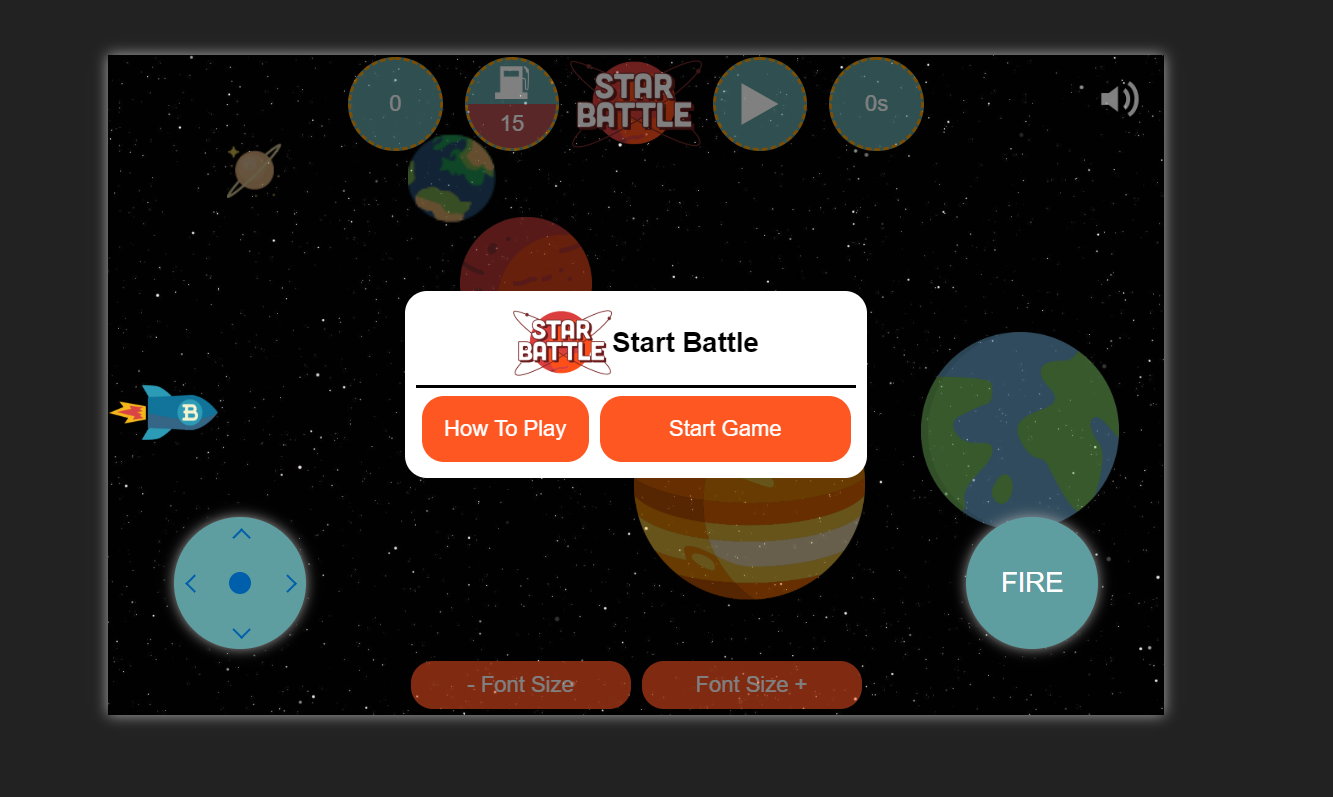 0
15
STAR
BATTLE
0s
STAR
BATTLE
Start Battle
How To Play
Start Game
B
FIRE
- Font Size
Font Size +